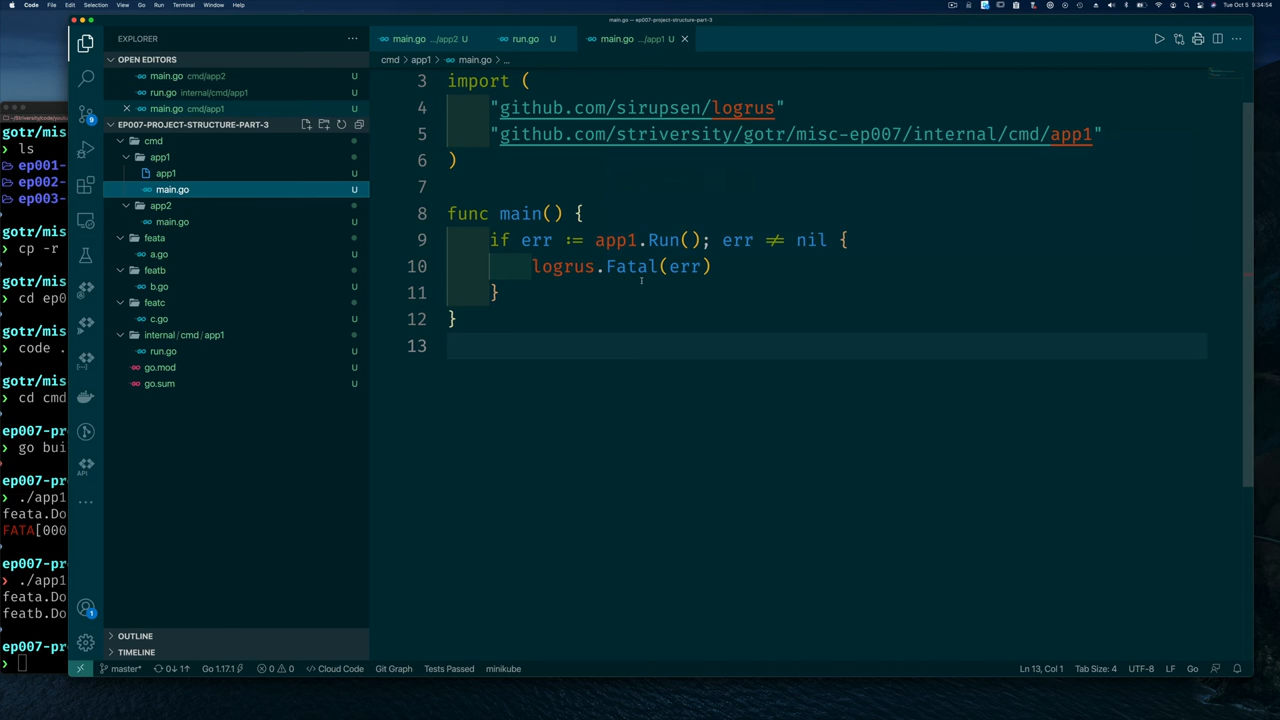 Code File Edit Selection View Go Run Terminal Window Help
Tue Oct 5 9:34:54
main.go — ep007-project-structure-part-3
EXPLORER
OPEN EDITORS
main.go cmd/app2 U
run.go internal/cmd/app1 U
main.go cmd/app1 U
EP007-PROJECT-STRUCTURE-PART-3
cmd
app1
app1 U
main.go U
app2
main.go U
feata
a.go U
featb
b.go U
featc
c.go U
internal / cmd / app1
run.go U
go.mod U
go.sum U
OUTLINE
TIMELINE
main.go .../app2 U
run.go U
main.go .../app1 U
cmd > app1 > main.go > ...
3 import (
4 "github.com/sirupsen/logrus"
5 "github.com/striversity/gotr/misc-ep007/internal/cmd/app1"
6 )
7
8 func main() {
9 if err := app1.Run(); err ≠ nil {
10 logrus.Fatal(err)
11 }
12 }
13
gotr/mis
❯ ls
ep001-
ep002-
ep003-
gotr/mis
❯ cp -r
gotr/mis
❯ cd ep0
gotr/mis
❯ code .
gotr/mis
❯ cd cmd
ep007-pr
❯ go bui
ep007-pr
❯ ./app1
feata.Do
FATA[000
ep007-pr
❯ ./app1
feata.Do
featb.Do
ep007-pr
❯
9
API
1
master* 0↓ 1↑ Go 1.17.1 0 0 Cloud Code Git Graph Tests Passed minikube
Ln 13, Col 1 Tab Size: 4 UTF-8 LF Go